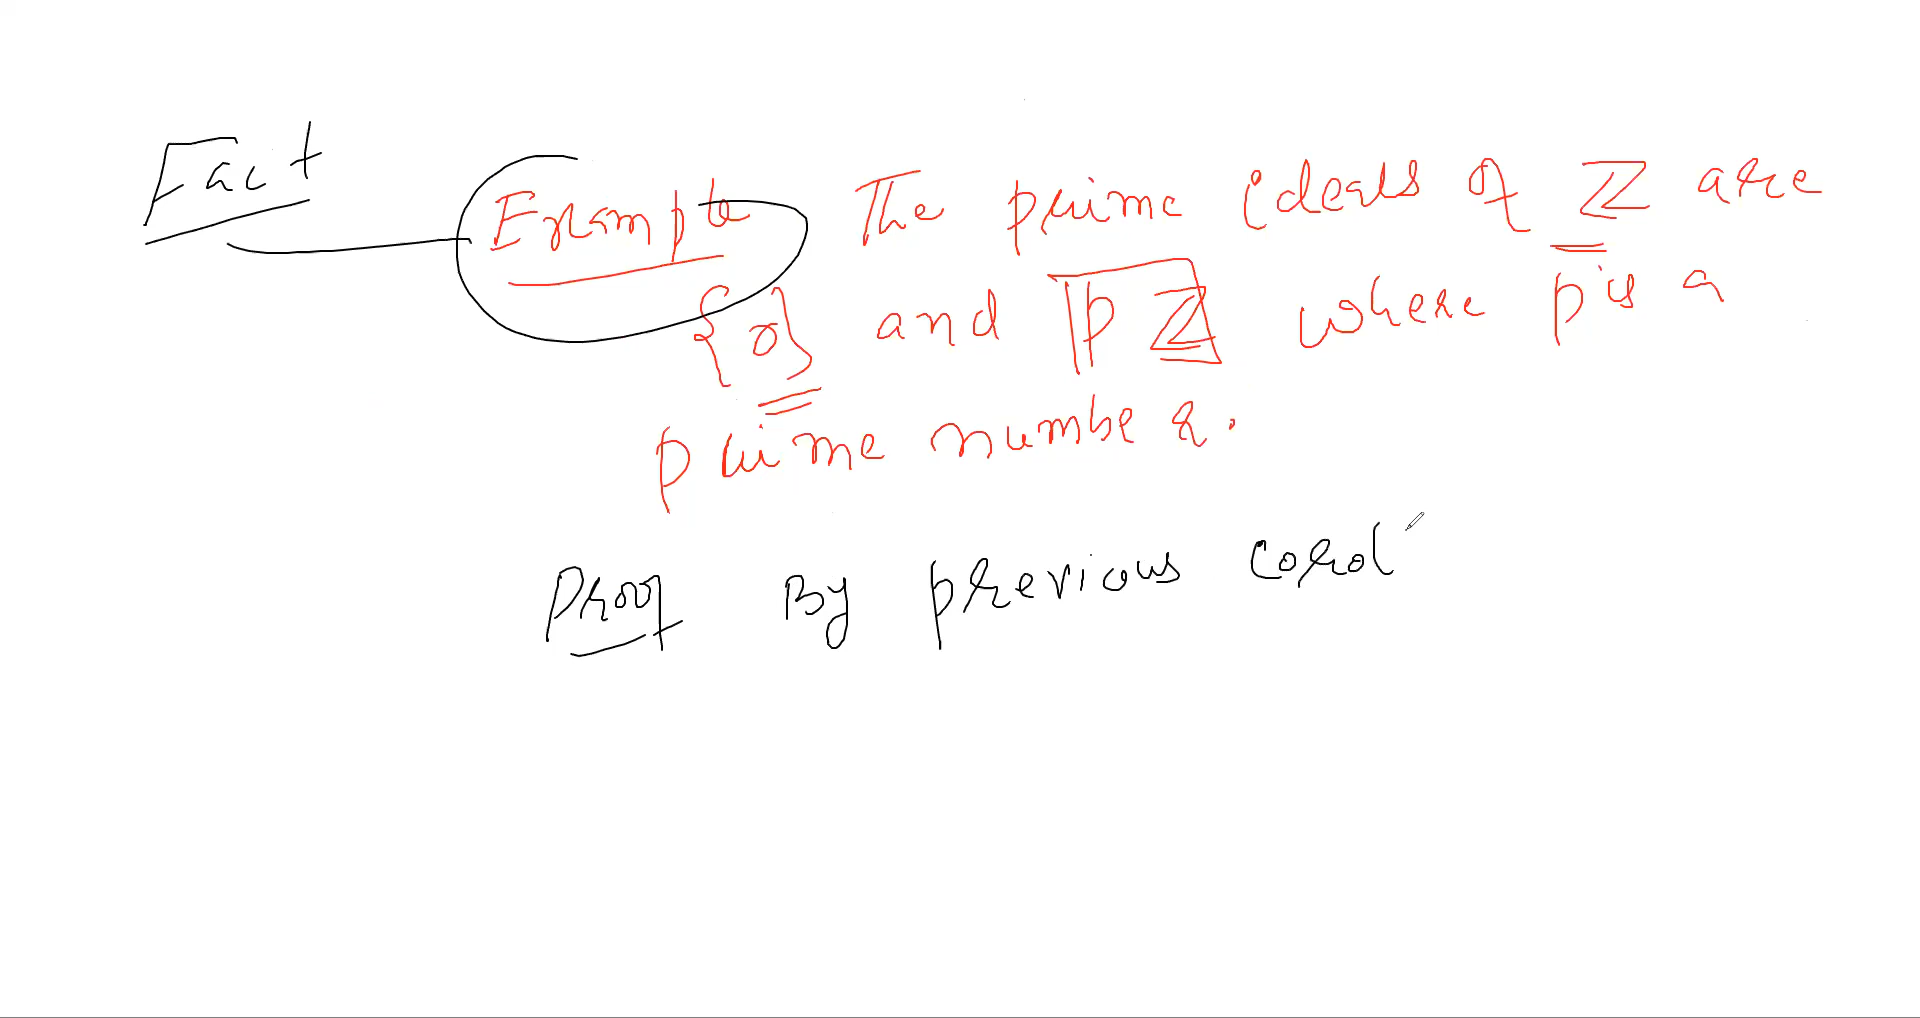 Fact
Example The prime ideals of ℤ are
{0} and pℤ where p is a
prime number.
Proof By previous corol